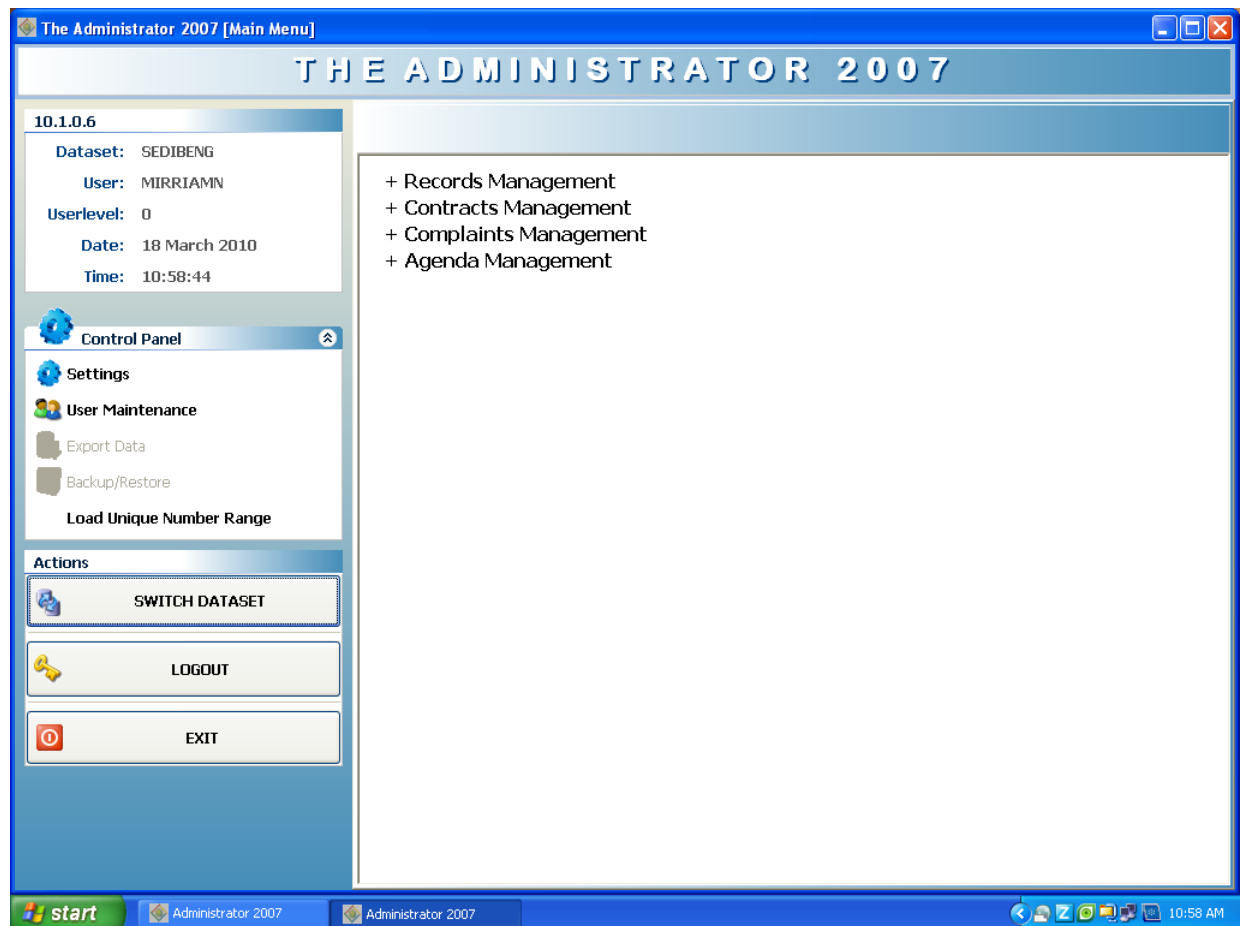 The Administrator 2007 [Main Menu]
THE ADMINISTRATOR 2007
10.1.0.6
Dataset: SEDIBENG
User: MIRRIAMN
Userlevel: 0
Date: 18 March 2010
Time: 10:58:44
Control Panel
Settings
User Maintenance
Export Data
Backup/Restore
Load Unique Number Range
Actions
SWITCH DATASET
LOGOUT
EXIT
+ Records Management
+ Contracts Management
+ Complaints Management
+ Agenda Management
start
Administrator 2007
Administrator 2007
Z
10:58 AM